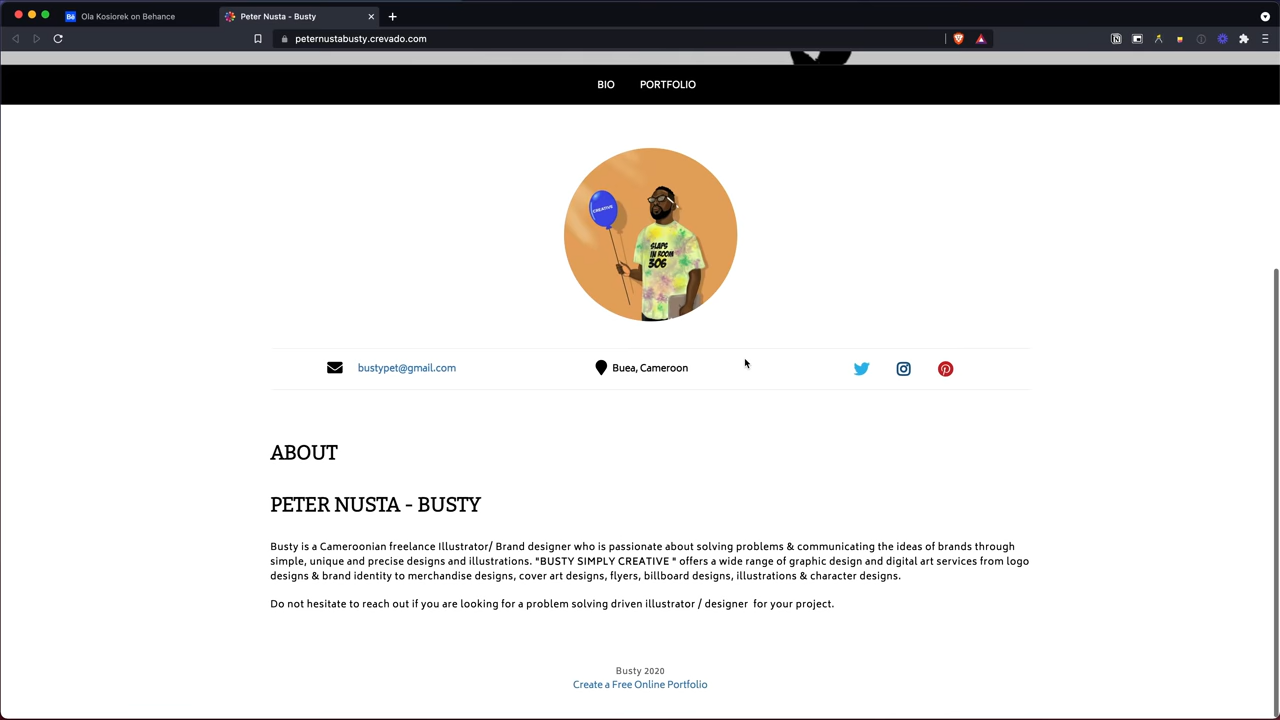 Ola Kosiorek on Behance
Peter Nusta - Busty
peternustabusty.crevado.com
BIO PORTFOLIO
CREATIVE
SLAPS
IN ROOM
306
bustypet@gmail.com
Buea, Cameroon
ABOUT
PETER NUSTA - BUSTY
Busty is a Cameroonian freelance Illustrator/ Brand designer who is passionate about solving problems & communicating the ideas of brands through
simple, unique and precise designs and illustrations. "BUSTY SIMPLY CREATIVE " offers a wide range of graphic design and digital art services from logo
designs & brand identity to merchandise designs, cover art designs, flyers, billboard designs, illustrations & character designs.
Do not hesitate to reach out if you are looking for a problem solving driven illustrator / designer for your project.
Busty 2020
Create a Free Online Portfolio